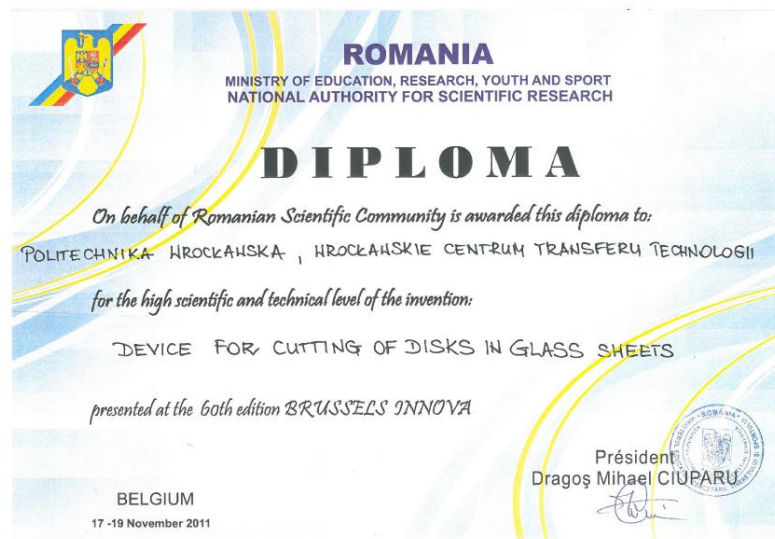 ROMANIA
MINISTRY OF EDUCATION, RESEARCH, YOUTH AND SPORT
NATIONAL AUTHORITY FOR SCIENTIFIC RESEARCH
DIPLOMA
On behalf of Romanian Scientific Community is awarded this diploma to:
POLITECHNIKA WROCŁAWSKA, WROCŁAWSKIE CENTRUM TRANSFERU TECHNOLOGII
for the high scientific and technical level of the invention:
DEVICE FOR CUTTING OF DISKS IN GLASS SHEETS
presented at the 60th edition BRUSSELS INNOVA
Président
Dragoş Mihael CIUPARU
BELGIUM
17 -19 November 2011
ROMÂNIA